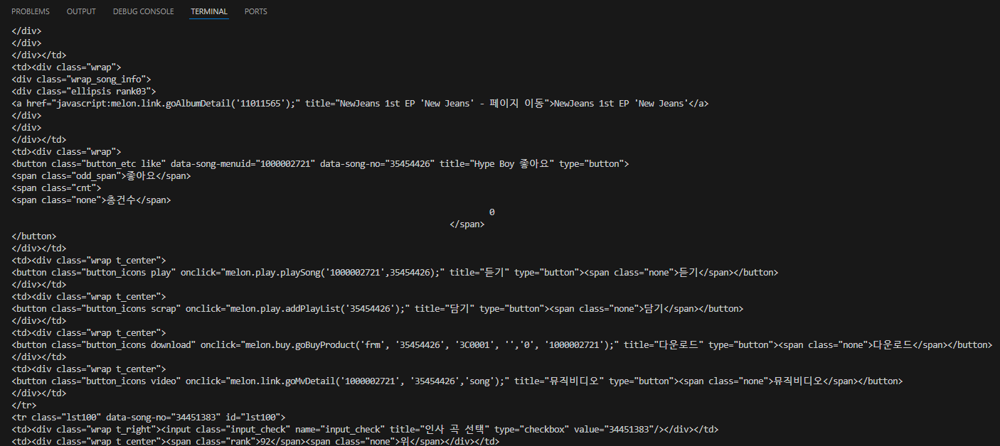 PROBLEMS OUTPUT DEBUG CONSOLE TERMINAL PORTS
</div>
</div>
</div></td>
<td><div class="wrap">
<div class="wrap_song_info">
<div class="ellipsis rank03">
<a href="javascript:melon.link.goAlbumDetail('11011565');" title="NewJeans 1st EP 'New Jeans' - 페이지 이동">NewJeans 1st EP 'New Jeans'</a>
</div>
</div>
</div></td>
<td><div class="wrap">
<button class="button_etc like" data-song-menuid="1000002721" data-song-no="35454426" title="Hype Boy 좋아요" type="button">
<span class="odd_span">좋아요</span>
<span class="cnt">
<span class="none">총건수</span>
0
</span>
</button>
</div></td>
<td><div class="wrap t_center">
<button class="button_icons play" onclick="melon.play.playSong('1000002721',35454426);" title="듣기" type="button"><span class="none">듣기</span></button>
</div></td>
<td><div class="wrap t_center">
<button class="button_icons scrap" onclick="melon.play.addPlayList('35454426');" title="담기" type="button"><span class="none">담기</span></button>
</div></td>
<td><div class="wrap t_center">
<button class="button_icons download" onclick="melon.buy.goBuyProduct('frm', '35454426', '3C0001', '','0', '1000002721');" title="다운로드" type="button"><span class="none">다운로드</span></button>
</div></td>
<td><div class="wrap t_center">
<button class="button_icons video" onclick="melon.link.goMvDetail('1000002721', '35454426','song');" title="뮤직비디오" type="button"><span class="none">뮤직비디오</span></button>
</div></td>
</tr>
<tr class="lst100" data-song-no="34451383" id="lst100">
<td><div class="wrap t_right"><input class="input_check" name="input_check" title="인사 곡 선택" type="checkbox" value="34451383"/></div></td>
<td><div class="wrap t_center"><span class="rank">92</span><span class="none">위</span></div></td>